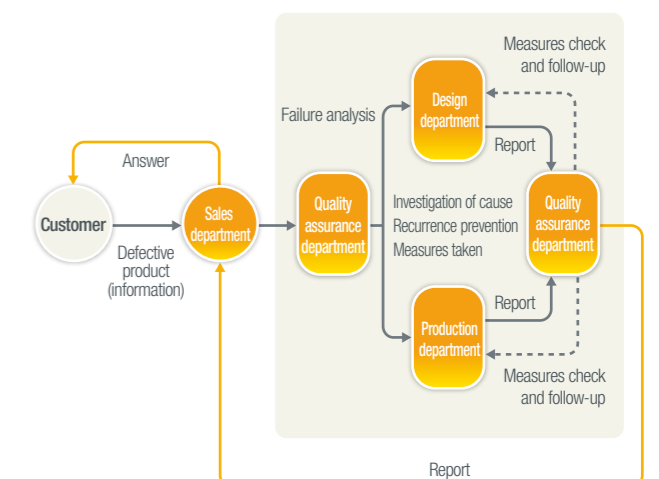 Measures check
and follow-up
Design
department
Failure analysis
Report
Answer
Customer
Sales
department
Quality
assurance
department
Investigation of cause
Recurrence prevention
Measures taken
Quality
assurance
department
Defective
product
(information)
Report
Production
department
Measures check
and follow-up
Report